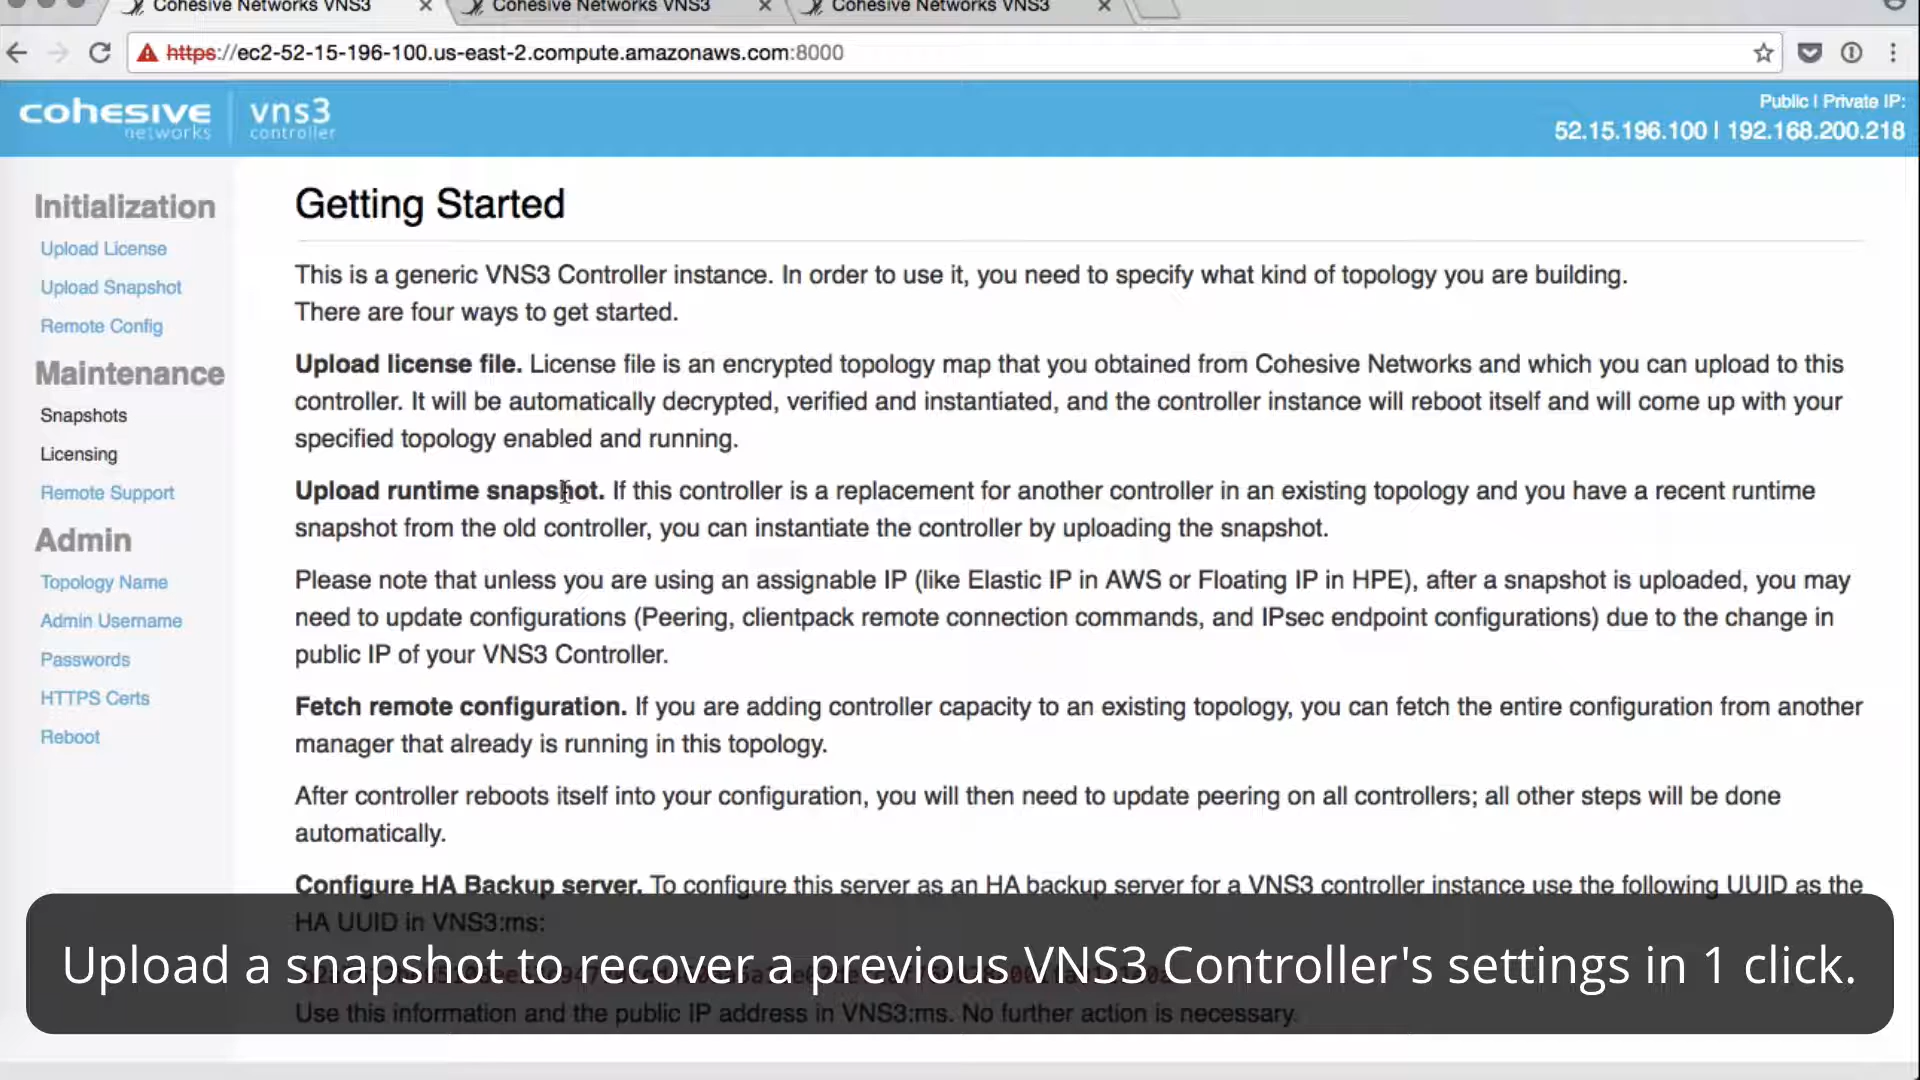 Cohesive Networks VNS3
Cohesive Networks VNS3
Cohesive Networks VNS3
https://ec2-52-15-196-100.us-east-2.compute.amazonaws.com:8000
cohesive networks
vns3 controller
Public | Private IP:
52.15.196.100 | 192.168.200.218
Initialization
Upload License
Upload Snapshot
Remote Config
Maintenance
Snapshots
Licensing
Remote Support
Admin
Topology Name
Admin Username
Passwords
HTTPS Certs
Reboot
Getting Started
This is a generic VNS3 Controller instance. In order to use it, you need to specify what kind of topology you are building.
There are four ways to get started.
Upload license file. License file is an encrypted topology map that you obtained from Cohesive Networks and which you can upload to this
controller. It will be automatically decrypted, verified and instantiated, and the controller instance will reboot itself and will come up with your
specified topology enabled and running.
Upload runtime snapshot. If this controller is a replacement for another controller in an existing topology and you have a recent runtime
snapshot from the old controller, you can instantiate the controller by uploading the snapshot.
Please note that unless you are using an assignable IP (like Elastic IP in AWS or Floating IP in HPE), after a snapshot is uploaded, you may
need to update configurations (Peering, clientpack remote connection commands, and IPsec endpoint configurations) due to the change in
public IP of your VNS3 Controller.
Fetch remote configuration. If you are adding controller capacity to an existing topology, you can fetch the entire configuration from another
manager that already is running in this topology.
After controller reboots itself into your configuration, you will then need to update peering on all controllers; all other steps will be done
automatically.
Configure HA Backup server. To configure this server as an HA backup server for a VNS3 controller instance use the following UUID as the
HA UUID in VNS3:ms:
Upload a snapshot to recover a previous VNS3 Controller's settings in 1 click.
Use this information and the public IP address in VNS3:ms. No further action is necessary.